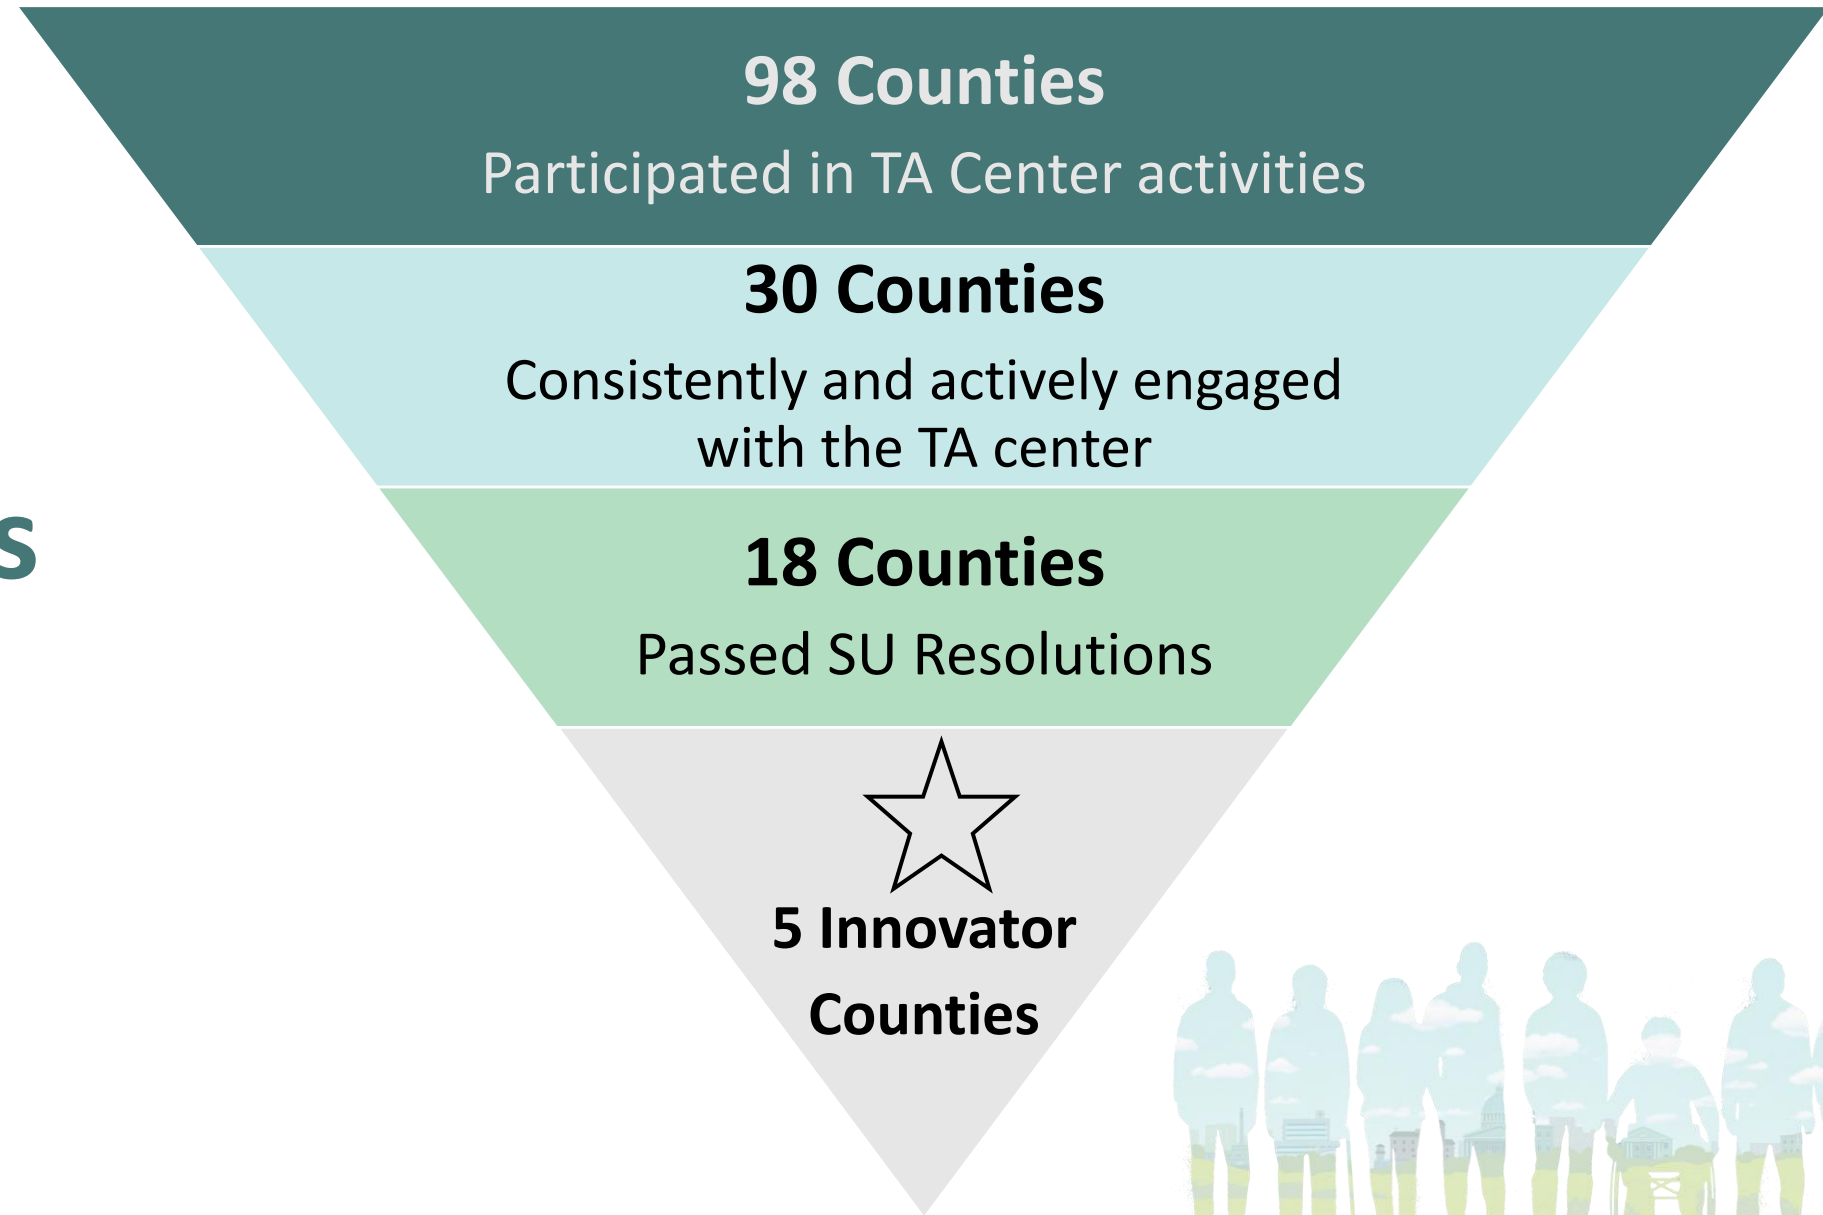 98 Counties
Participated in TA Center activities
30 Counties
Consistently and actively engaged
with the TA center
18 Counties
s
Passed SU Resolutions
5 Innovator
Counties